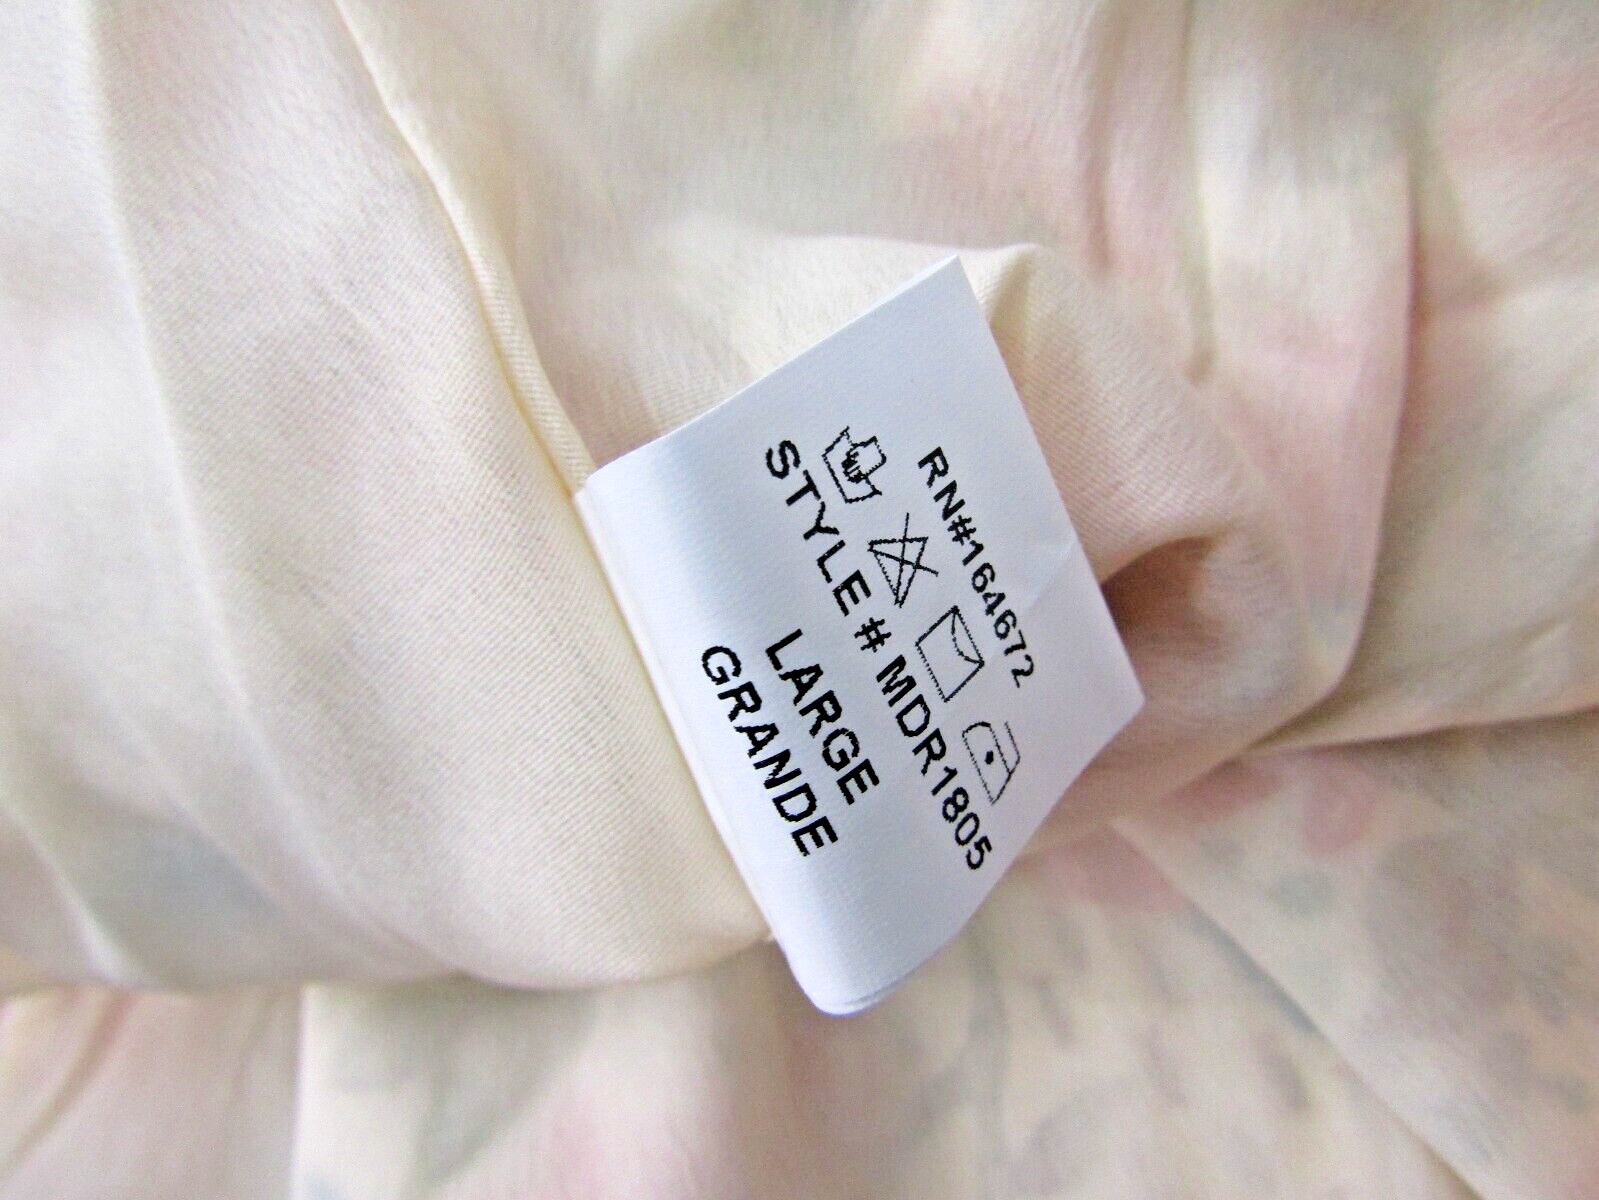 RN#164672
STYLE # MDR1805
LARGE
GRANDE